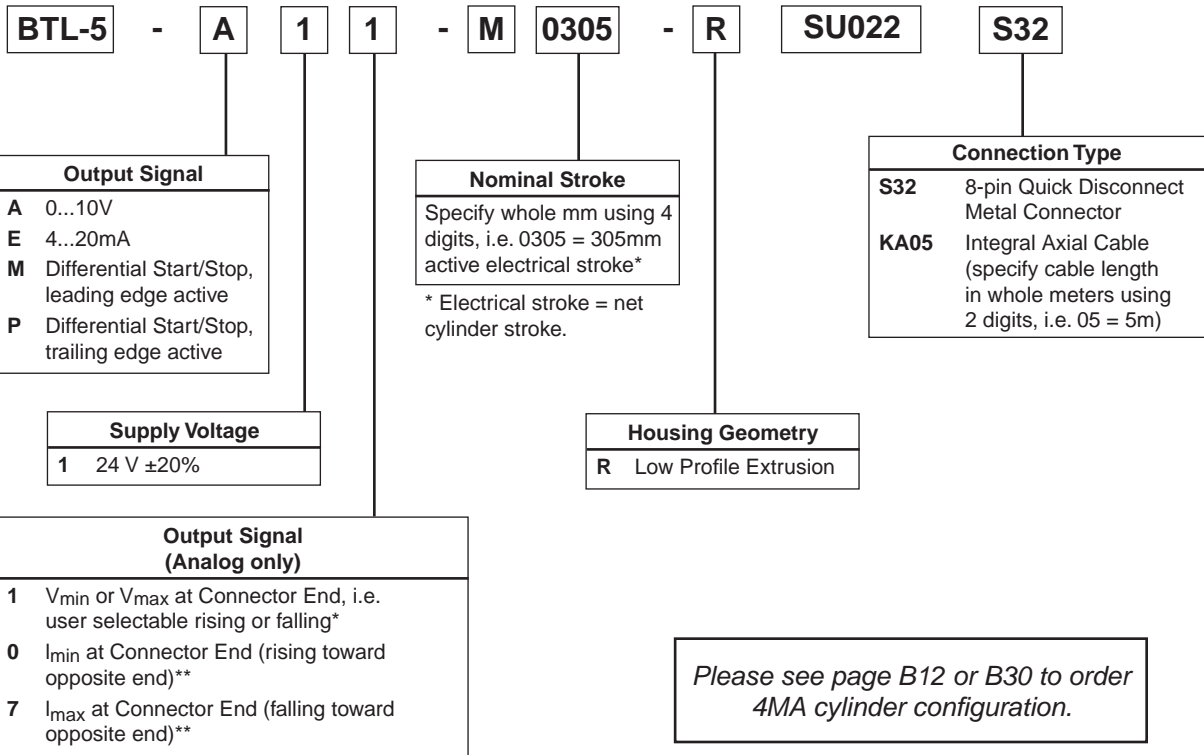 BTL-5 - A 1 1 - M 0305 - R SU022 S32
Output Signal
A 0...10V
E 4...20mA
M Differential Start/Stop,
leading edge active
P Differential Start/Stop,
trailing edge active
Nominal Stroke
Specify whole mm using 4
digits, i.e. 0305 = 305mm
active electrical stroke*
* Electrical stroke = net
cylinder stroke.
Connection Type
S32 8-pin Quick Disconnect
Metal Connector
KA05 Integral Axial Cable
(specify cable length
in whole meters using
2 digits, i.e. 05 = 5m)
Supply Voltage
1 24 V ±20%
Housing Geometry
R Low Profile Extrusion
Output Signal
(Analog only)
1 Vmin or Vmax at Connector End, i.e.
user selectable rising or falling*
0 Imin at Connector End (rising toward
opposite end)**
7 Imax at Connector End (falling toward
opposite end)**
Please see page B12 or B30 to order
4MA cylinder configuration.